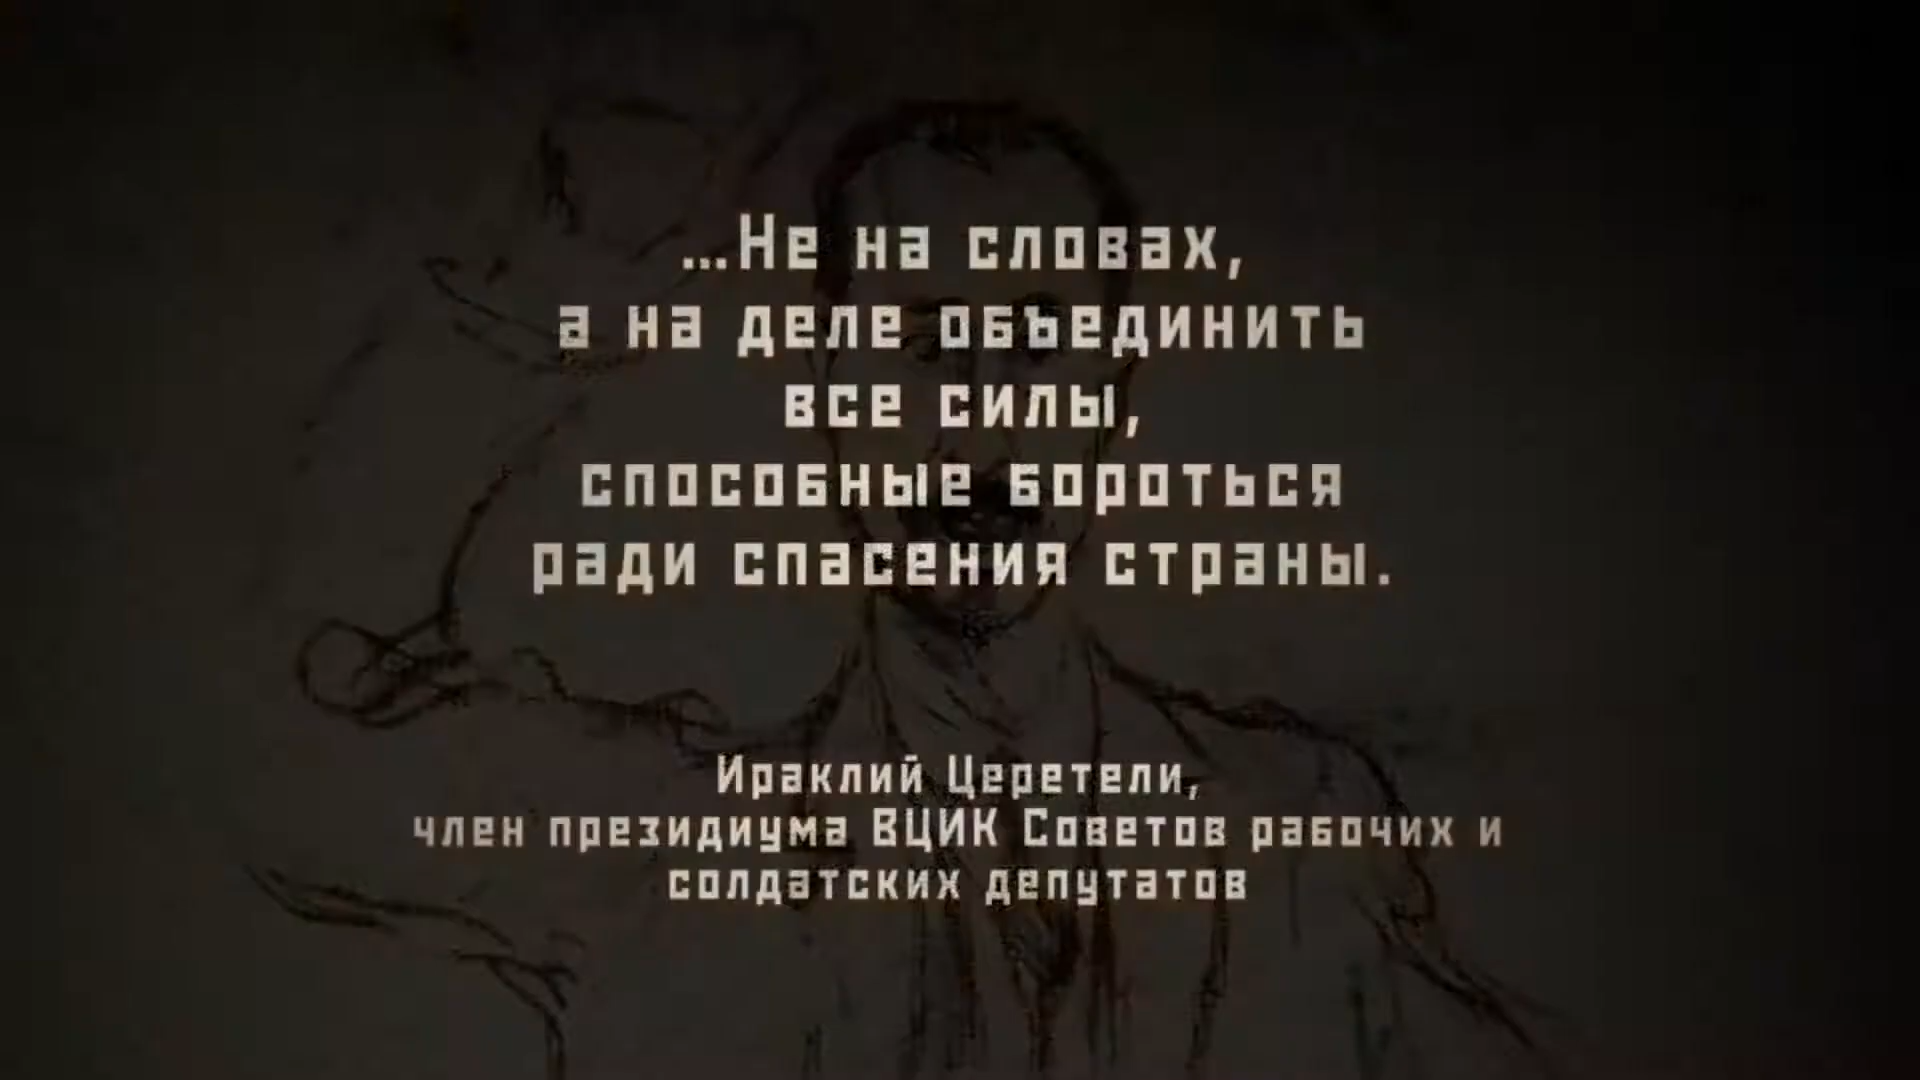 ...Не на словах,
а на деле объединить
все силы,
способные бороться
ради спасения страны.
Ираклий Церетели,
член президиума ВЦИК Советов рабочих и
солдатских депутатов